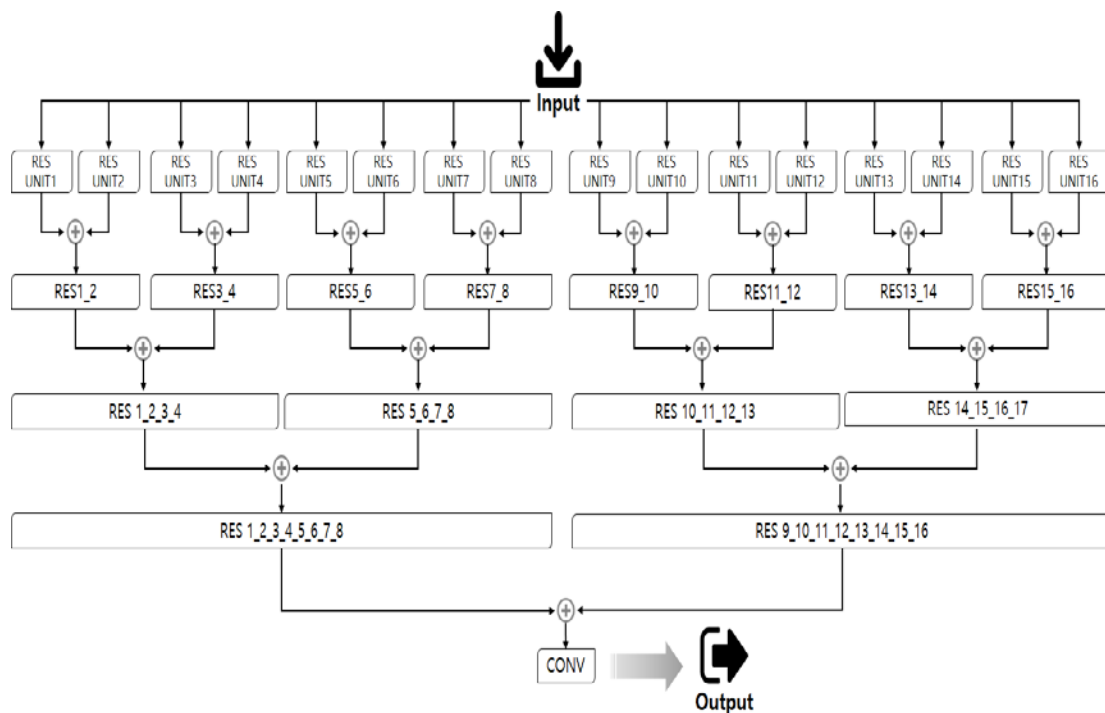 Input
RES
UNIT1
RES
UNIT2
RES
UNIT3
RES
UNIT4
RES
UNIT5
RES
UNIT6
RES
UNIT7
RES
UNIT8
RES
UNIT9
RES
UNIT10
RES
UNIT11
RES
UNIT12
RES
UNIT13
RES
UNIT14
RES
UNIT15
RES
UNIT16
RES1_2
RES3_4
RES5_6
RES7_8
RES9_10
RES11_12
RES13_14
RES15_16
RES 1_2_3_4
RES 5_6_7_8
RES 10_11_12_13
RES 14_15_16_17
RES 1_2_3_4_5_6_7_8
RES 9_10_11_12_13_14_15_16
CONV
Output